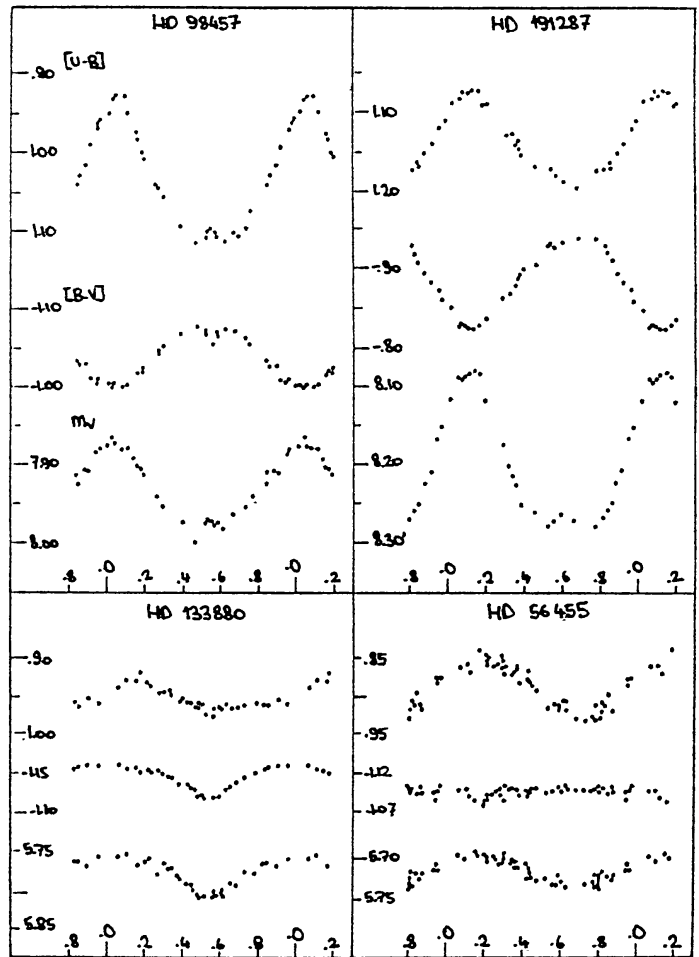 HD 98457
[U-B]
-.90
-1.00
-1.10
[B-V]
-1.10
-1.00
mv
-7.90
-8.00
.8 .0 .2 .4 .6 .8 .0 .2
HD 191287
-1.10
-1.20
-.90
-.80
8.10
-8.20
-8.30
.8 .0 .2 .4 .6 .8 .0 .2
HD 133880
-.90
-1.00
-1.15
-1.10
5.75
5.85
.8 .0 .2 .4 .6 .8 .0 .2
HD 56455
.85
.95
-1.12
-1.07
-5.70
-5.75
.8 .0 .2 .4 .6 .8 .0 .2